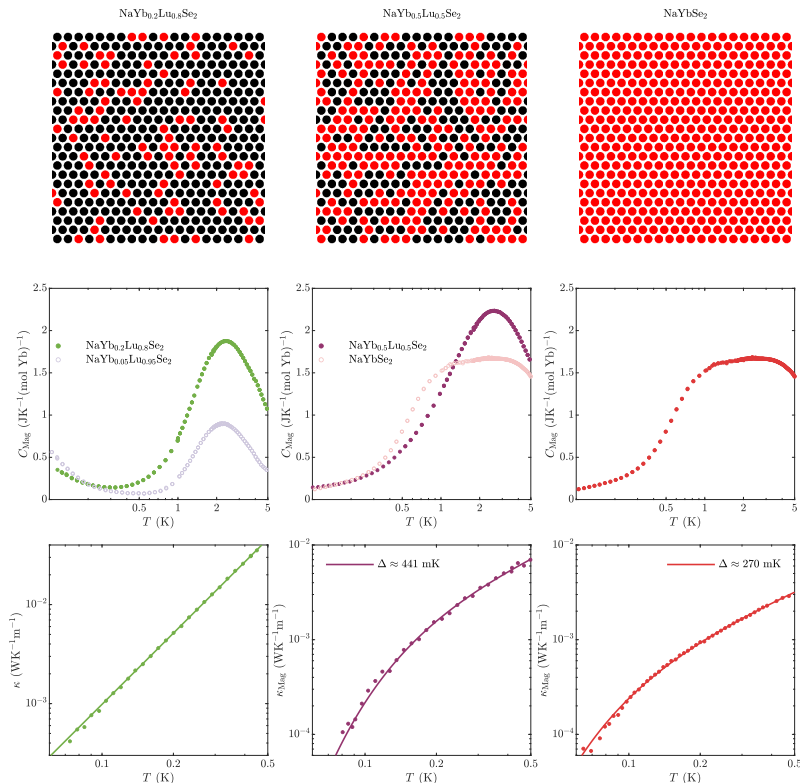 NaYb₀.₂Lu₀.₈Se₂
NaYb₀.₅Lu₀.₅Se₂
NaYbSe₂
2.5
2
1.5
1
0.5
0
C_Mag (JK⁻¹(mol Yb)⁻¹)
NaYb₀.₂Lu₀.₈Se₂
NaYb₀.₀₅Lu₀.₉₅Se₂
0.5 1 2 5
T (K)
2.5
2
1.5
1
0.5
0
C_Mag (JK⁻¹(mol Yb)⁻¹)
NaYb₀.₅Lu₀.₅Se₂
NaYbSe₂
0.5 1 2 5
T (K)
2.5
2
1.5
1
0.5
0
C_Mag (JK⁻¹(mol Yb)⁻¹)
0.5 1 2 5
T (K)
10⁻²
10⁻³
κ (WK⁻¹m⁻¹)
0.1 0.2 0.5
T (K)
10⁻²
10⁻³
10⁻⁴
κ_Mag (WK⁻¹m⁻¹)
Δ ≈ 441 mK
0.1 0.2 0.5
T (K)
10⁻²
10⁻³
10⁻⁴
κ_Mag (WK⁻¹m⁻¹)
Δ ≈ 270 mK
0.1 0.2 0.5
T (K)